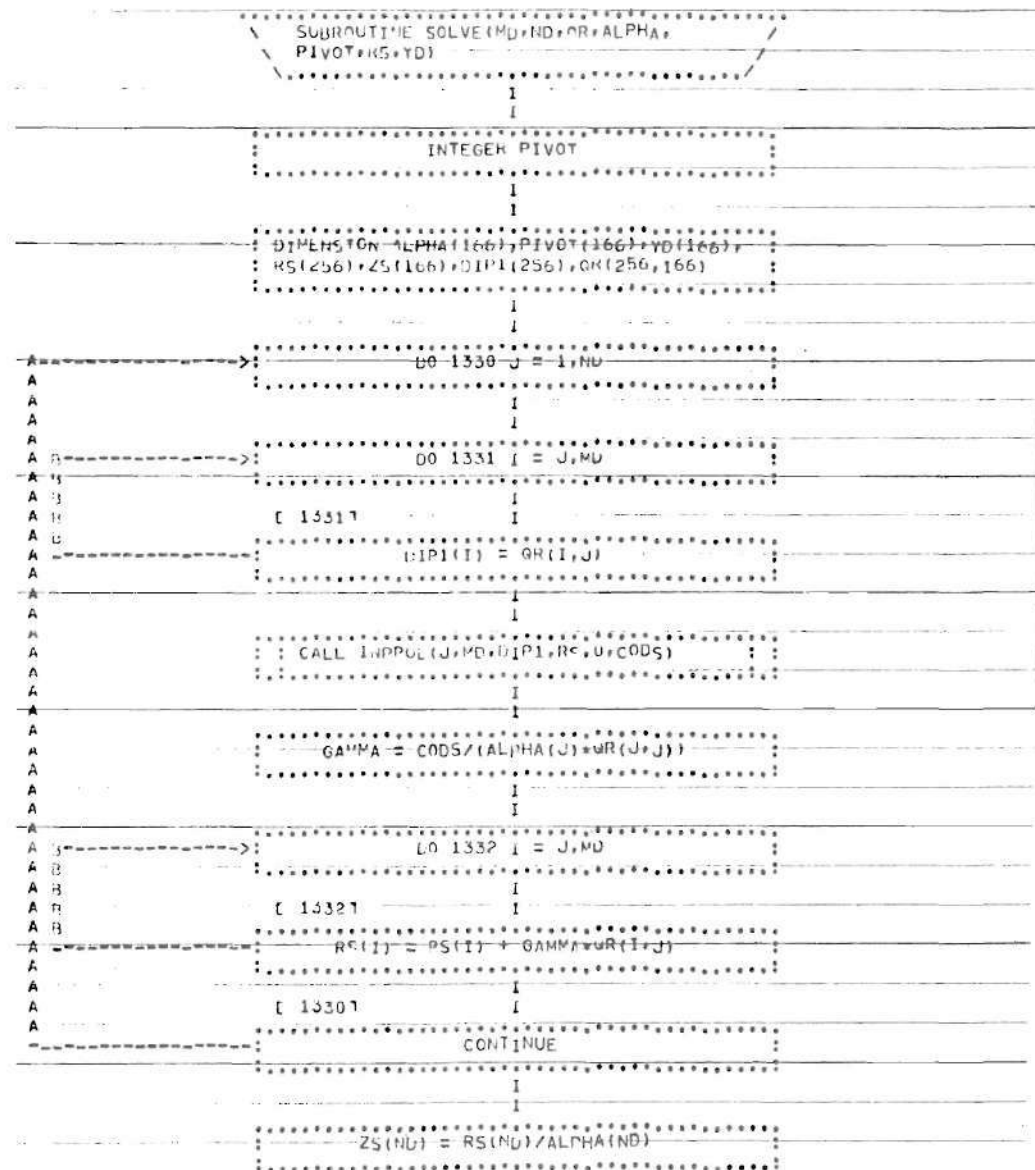 SUBROUTINE SOLVE(MD,ND,QR,ALPHA,
PIVOT,RS,YD)
INTEGER PIVOT
DIMENSION ALPHA(166),PIVOT(166),YD(166),
RS(256),ZS(166),DIP1(256),QR(256,166)
DO 1330 J = 1,ND
DO 1331 I = J,MD
[ 1331]
DIP1(I) = QR(I,J)
CALL (J,MD,DIP1,RS,0,CODS)
GAMMA = CODS/(ALPHA(J)*QR(J,J))
DO 1332 I = J,MD
[ 1332]
RS(I) = RS(I) + GAMMA*QR(I,J)
[ 1330]
CONTINUE
ZS(ND) = RS(ND)/ALPHA(ND)